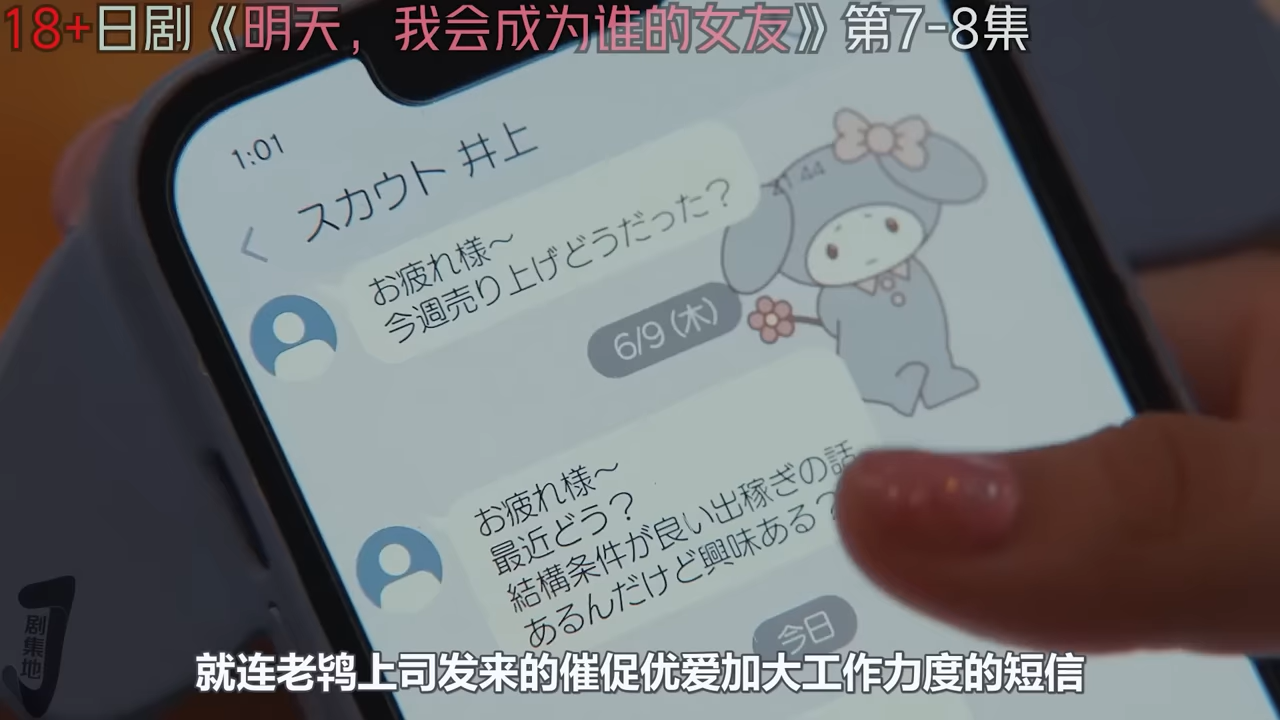 18+日剧《明天，我会成为谁的女友》第7-8集
1:01
スカウト 井上
お疲れ様～
今週売り上げどうだった？
21:44
6/9 (木)
お疲れ様～
最近どう？
結構条件が良い出稼ぎの話
あるんだけど興味ある？
今日
剧集地
就连老鸨上司发来的催促优爱加大工作力度的短信